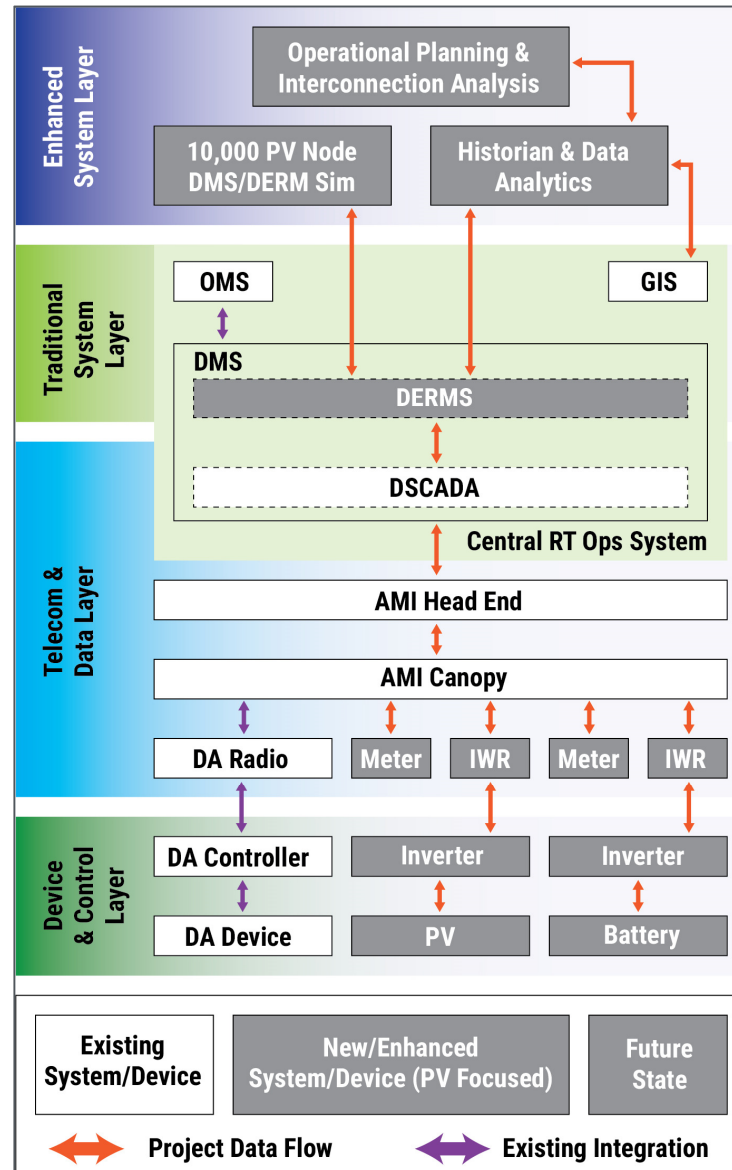 Enhanced
System Layer
Operational Planning &
Interconnection Analysis
10,000 PV Node
DMS/DERM Sim
Historian & Data
Analytics
Traditional
System
Layer
OMS
GIS
DMS
DERMS
DSCADA
Central RT Ops System
Telecom &
Data Layer
AMI Head End
AMI Canopy
DA Radio
Meter
IWR
Meter
IWR
Device
& Control
Layer
DA Controller
Inverter
Inverter
DA Device
PV
Battery
Existing
System/Device
New/Enhanced
System/Device (PV Focused)
Future
State
Project Data Flow
Existing Integration